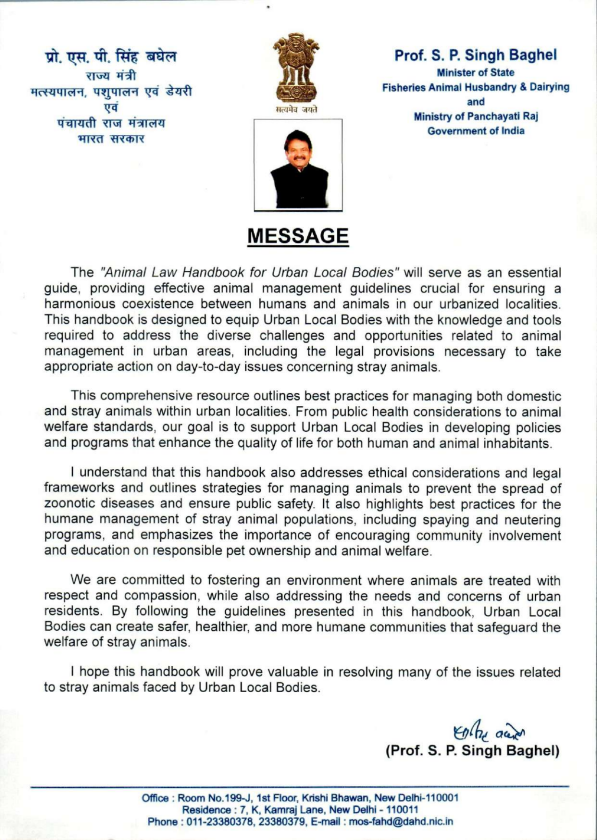 प्रो. एस. पी. सिंह बघेल
राज्य मंत्री
मत्स्यपालन, पशुपालन एवं डेयरी
एवं
पंचायती राज मंत्रालय
भारत सरकार
सत्यमेव जयते
Prof. S. P. Singh Baghel
Minister of State
Fisheries Animal Husbandry & Dairying
and
Ministry of Panchayati Raj
Government of India
MESSAGE
The "Animal Law Handbook for Urban Local Bodies" will serve as an essential
guide, providing effective animal management guidelines crucial for ensuring a
harmonious coexistence between humans and animals in our urbanized localities.
This handbook is designed to equip Urban Local Bodies with the knowledge and tools
required to address the diverse challenges and opportunities related to animal
management in urban areas, including the legal provisions necessary to take
appropriate action on day-to-day issues concerning stray animals.
This comprehensive resource outlines best practices for managing both domestic
and stray animals within urban localities. From public health considerations to animal
welfare standards, our goal is to support Urban Local Bodies in developing policies
and programs that enhance the quality of life for both human and animal inhabitants.
I understand that this handbook also addresses ethical considerations and legal
frameworks and outlines strategies for managing animals to prevent the spread of
zoonotic diseases and ensure public safety. It also highlights best practices for the
humane management of stray animal populations, including spaying and neutering
programs, and emphasizes the importance of encouraging community involvement
and education on responsible pet ownership and animal welfare.
We are committed to fostering an environment where animals are treated with
respect and compassion, while also addressing the needs and concerns of urban
residents. By following the guidelines presented in this handbook, Urban Local
Bodies can create safer, healthier, and more humane communities that safeguard the
welfare of stray animals.
I hope this handbook will prove valuable in resolving many of the issues related
to stray animals faced by Urban Local Bodies.
(Prof. S. P. Singh Baghel)
Office : Room No.199-J, 1st Floor, Krishi Bhawan, New Delhi-110001
Residence : 7, K, Kamraj Lane, New Delhi - 110011
Phone : 011-23380378, 23380379, E-mail : mos-fahd@dahd.nic.in